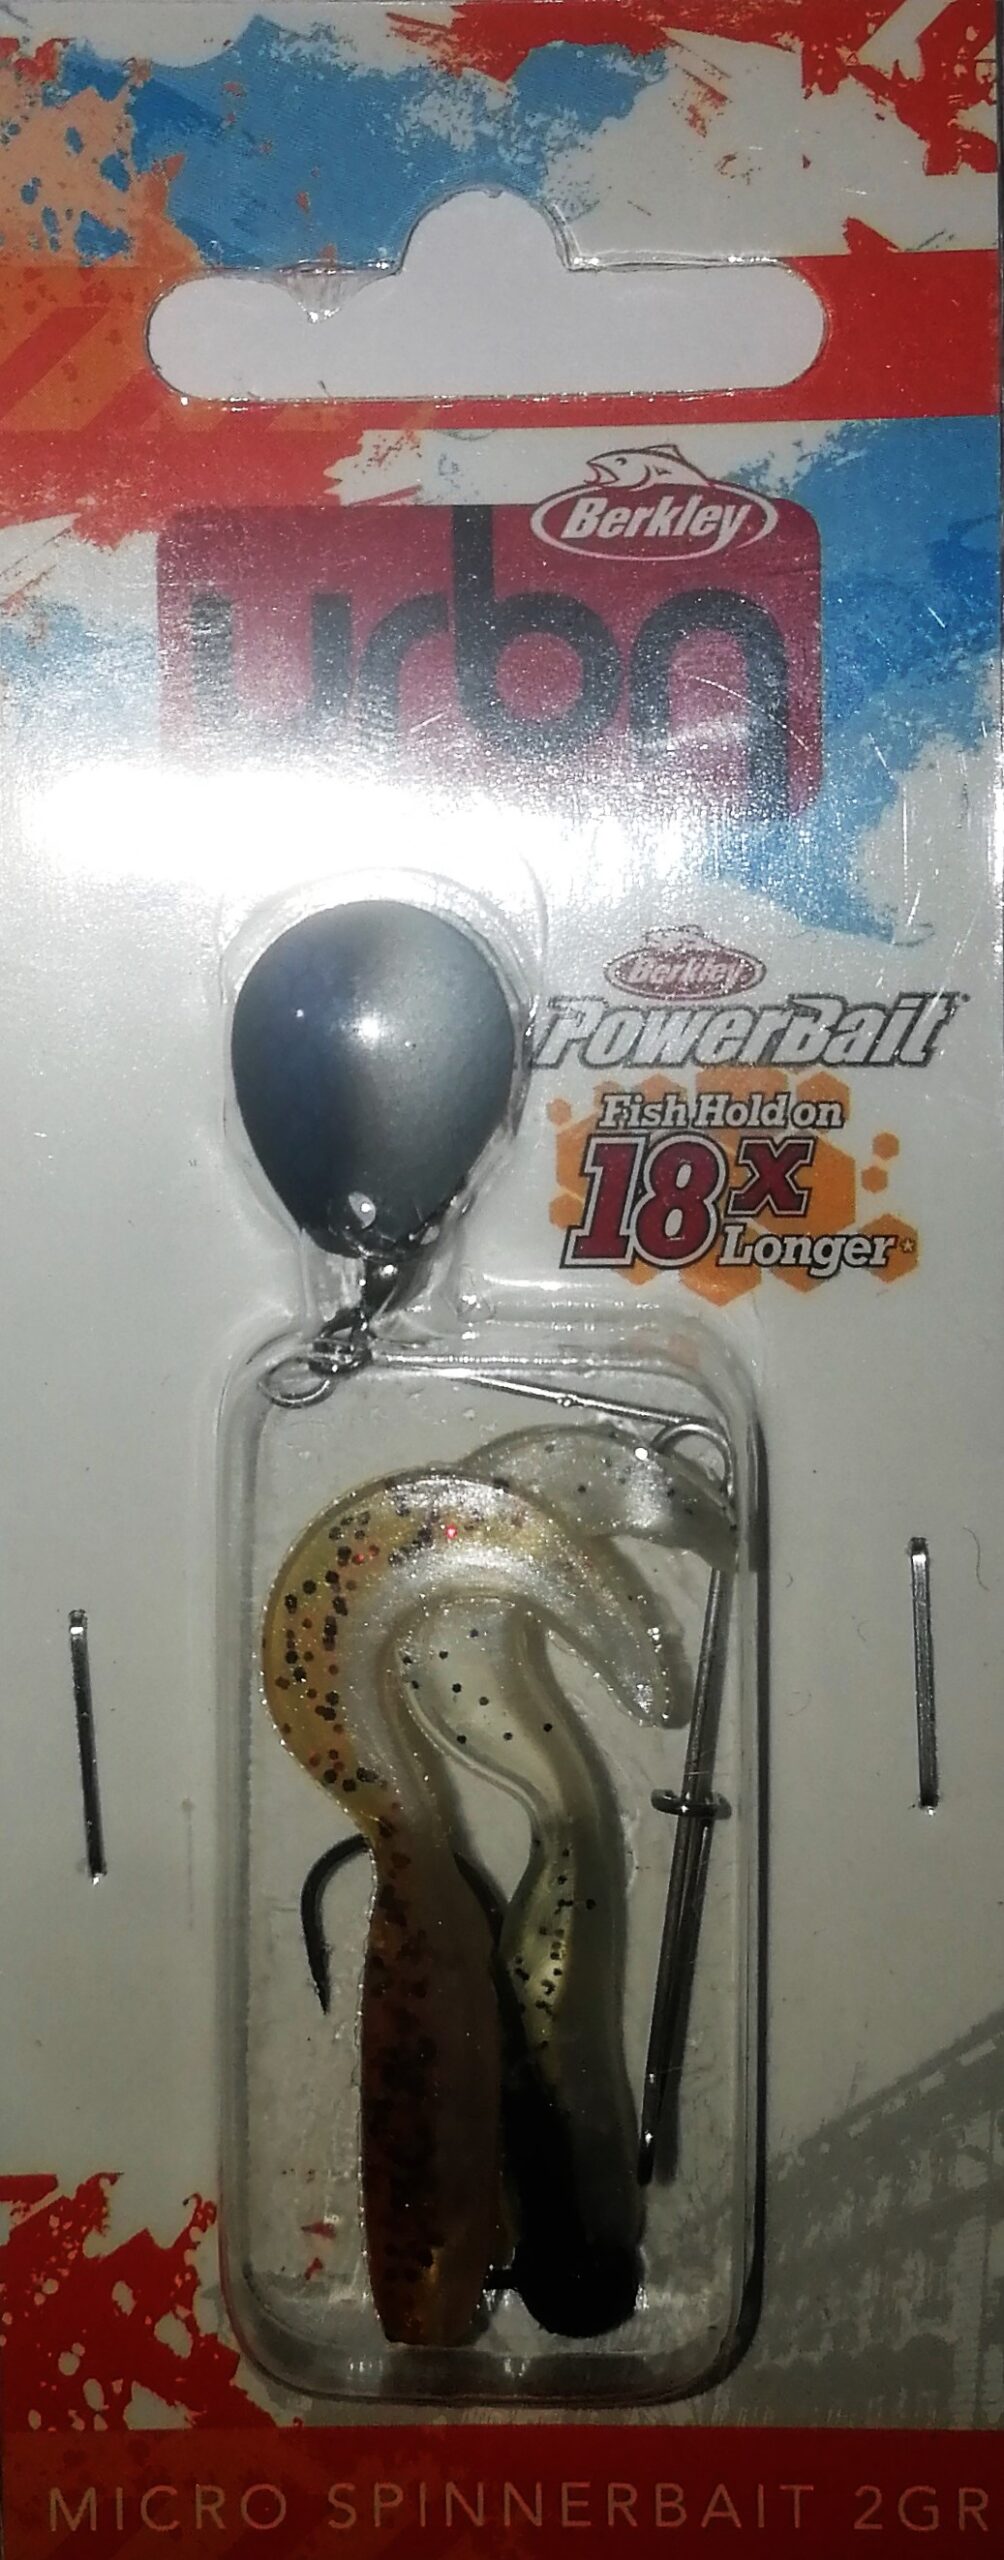 Berkley
urbn
Berkley
PowerBait
Fish Hold on
18x
Longer*
MICRO SPINNERBAIT 2GR